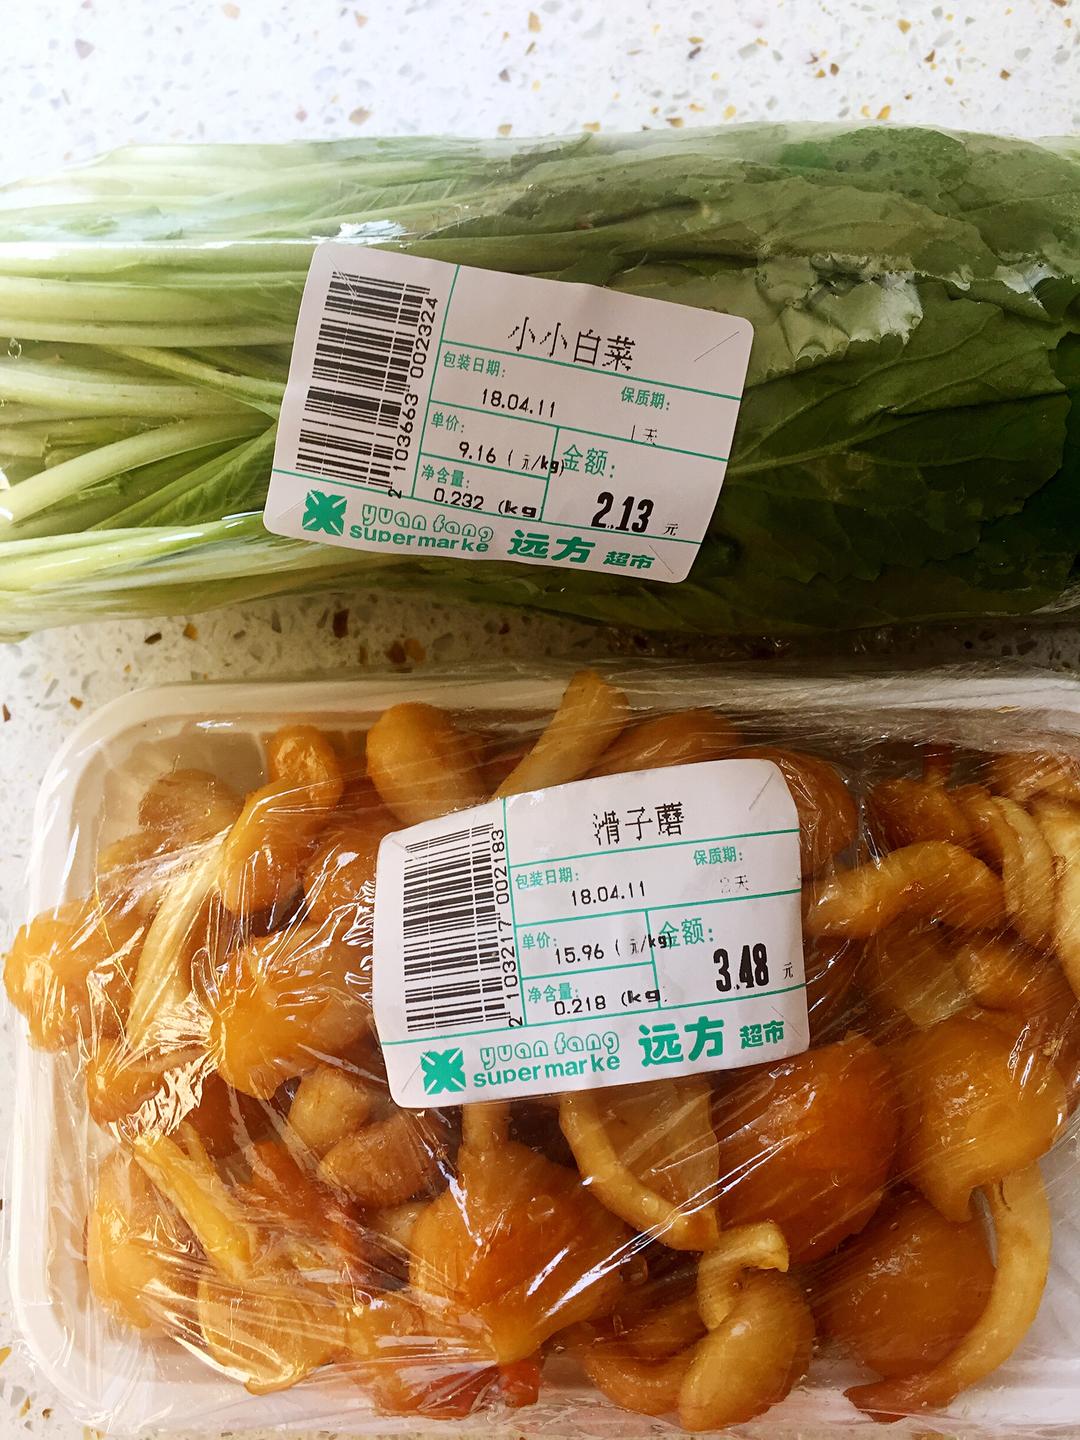 小小白菜
包装日期:
18.04.11
保质期:
1天
单价:
9.16 (元/kg)
净含量:
0.232 (kg
金额:
2.13 元
2 103663 002324
yuan fang
supermarke
远方 超市
滑子蘑
包装日期:
18.04.11
保质期:
天
单价:
15.96 (元/kg)
净含量:
0.218 (kg
金额:
3.48 元
2 103217 002183
yuan fang
supermarke
远方 超市